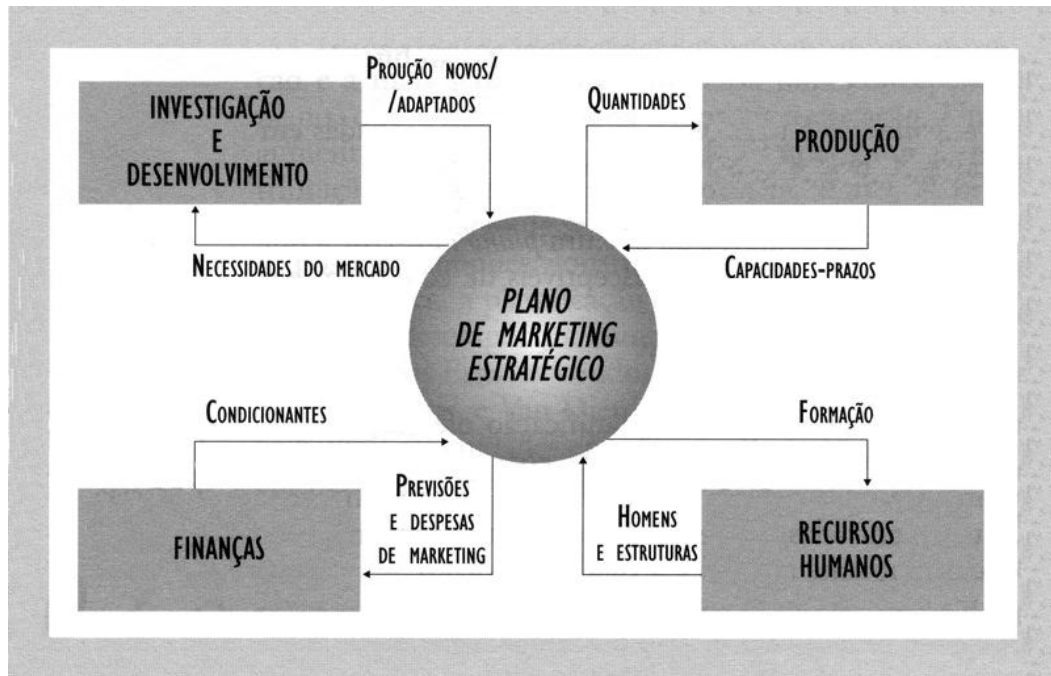 PROUÇÃO NOVOS/
/ADAPTADOS
INVESTIGAÇÃO
E
DESENVOLVIMENTO
QUANTIDADES
PRODUÇÃO
NECESSIDADES DO MERCADO
CAPACIDADES-PRAZOS
PLANO
DE MARKETING
ESTRATÉGICO
CONDICIONANTES
FORMAÇÃO
FINANÇAS
PREVISÕES
E DESPESAS
DE MARKETING
HOMENS
E ESTRUTURAS
RECURSOS
HUMANOS